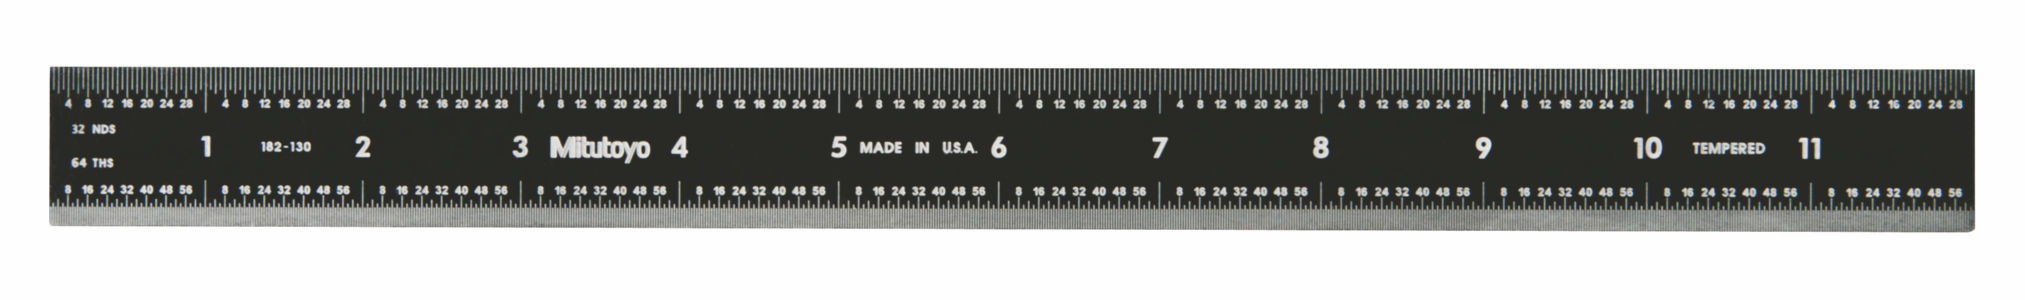 4 8 12 16 20 24 28 4 8 12 16 20 24 28 4 8 12 16 20 24 28 4 8 12 16 20 24 28 4 8 12 16 20 24 28 4 8 12 16 20 24 28 4 8 12 16 20 24 28 4 8 12 16 20 24 28 4 8 12 16 20 24 28 4 8 12 16 20 24 28 4 8 12 16 20 24 28 4 8 12 16 20 24 28
32 NDS
1 182-130 2 3 Mitutoyo 4 5 MADE IN U.S.A. 6 7 8 9 10 TEMPERED 11
64 THS
8 16 24 32 40 48 56 8 16 24 32 40 48 56 8 16 24 32 40 48 56 8 16 24 32 40 48 56 8 16 24 32 40 48 56 8 16 24 32 40 48 56 8 16 24 32 40 48 56 8 16 24 32 40 48 56 8 16 24 32 40 48 56 8 16 24 32 40 48 56 8 16 24 32 40 48 56 8 16 24 32 40 48 56